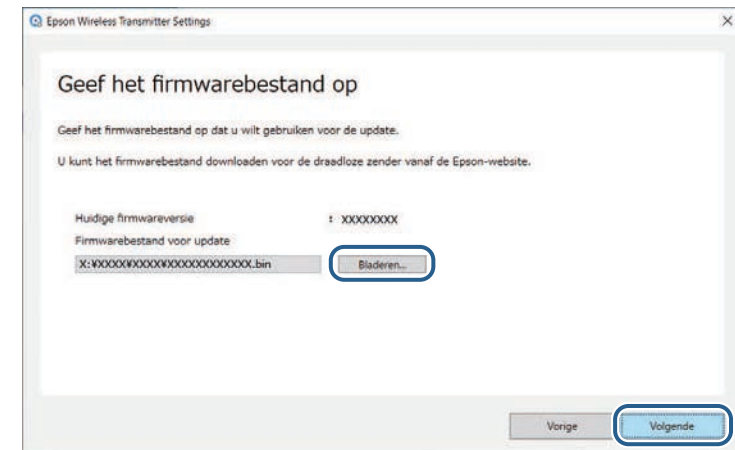 Epson Wireless Transmitter Settings
Geef het firmwarebestand op
Geef het firmwarebestand op dat u wilt gebruiken voor de update.
U kunt het firmwarebestand downloaden voor de draadloze zender vanaf de Epson-website.
Huidige firmwareversie : XXXXXXXX
Firmwarebestand voor update
X:¥XXXXX¥XXXX¥XXXXXXXXXXXX.bin Bladeren...
Vorige Volgende